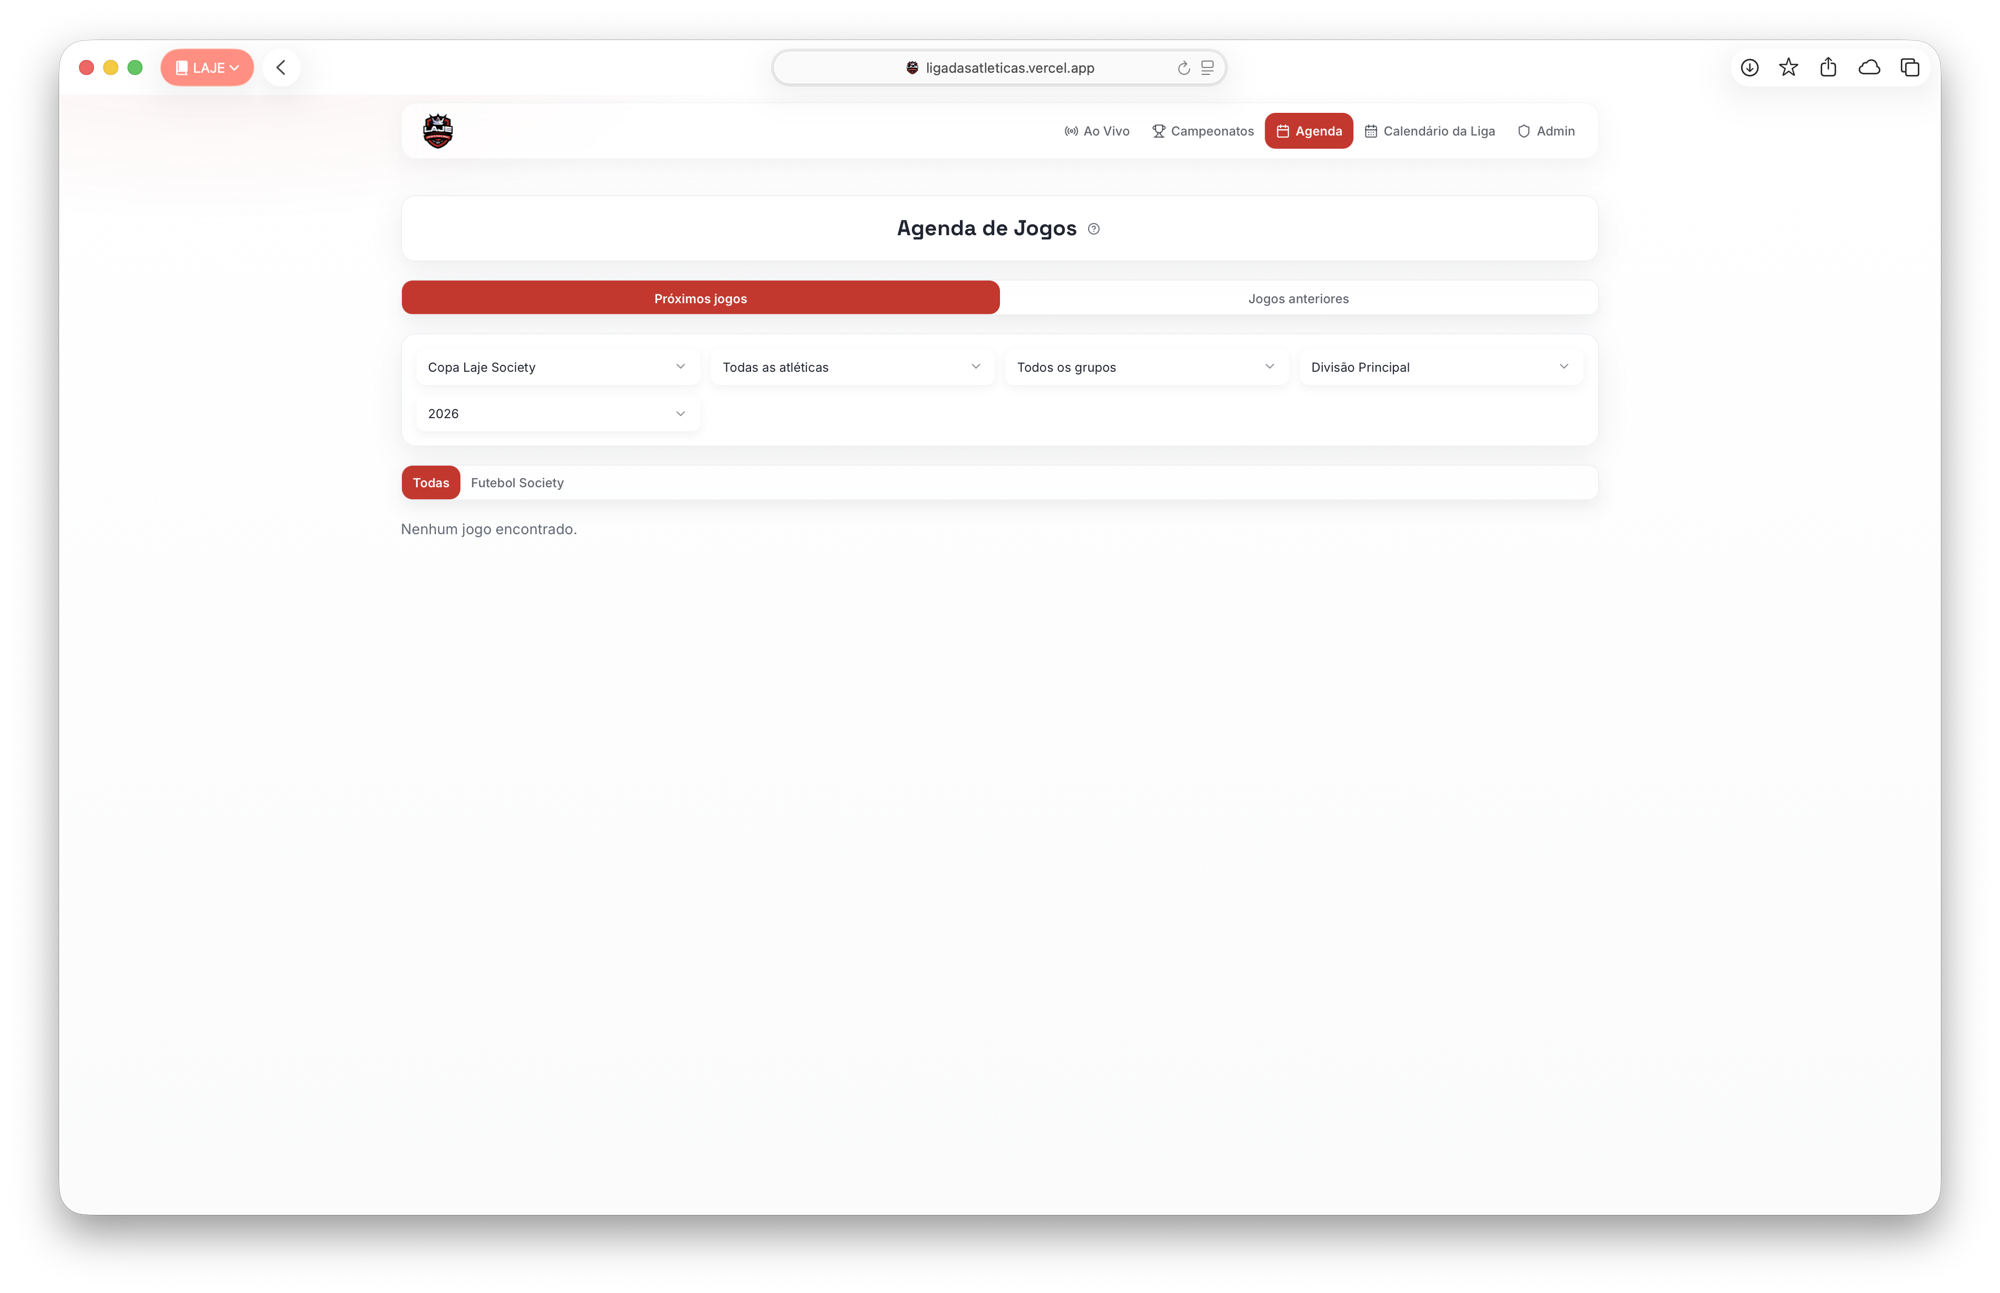 LAJE
ligadasatleticas.vercel.app
LAJE
Ao Vivo
Campeonatos
Agenda
Calendário da Liga
Admin
Agenda de Jogos
Próximos jogos
Jogos anteriores
Copa Laje Society
Todas as atléticas
Todos os grupos
Divisão Principal
2026
Todas
Futebol Society
Nenhum jogo encontrado.